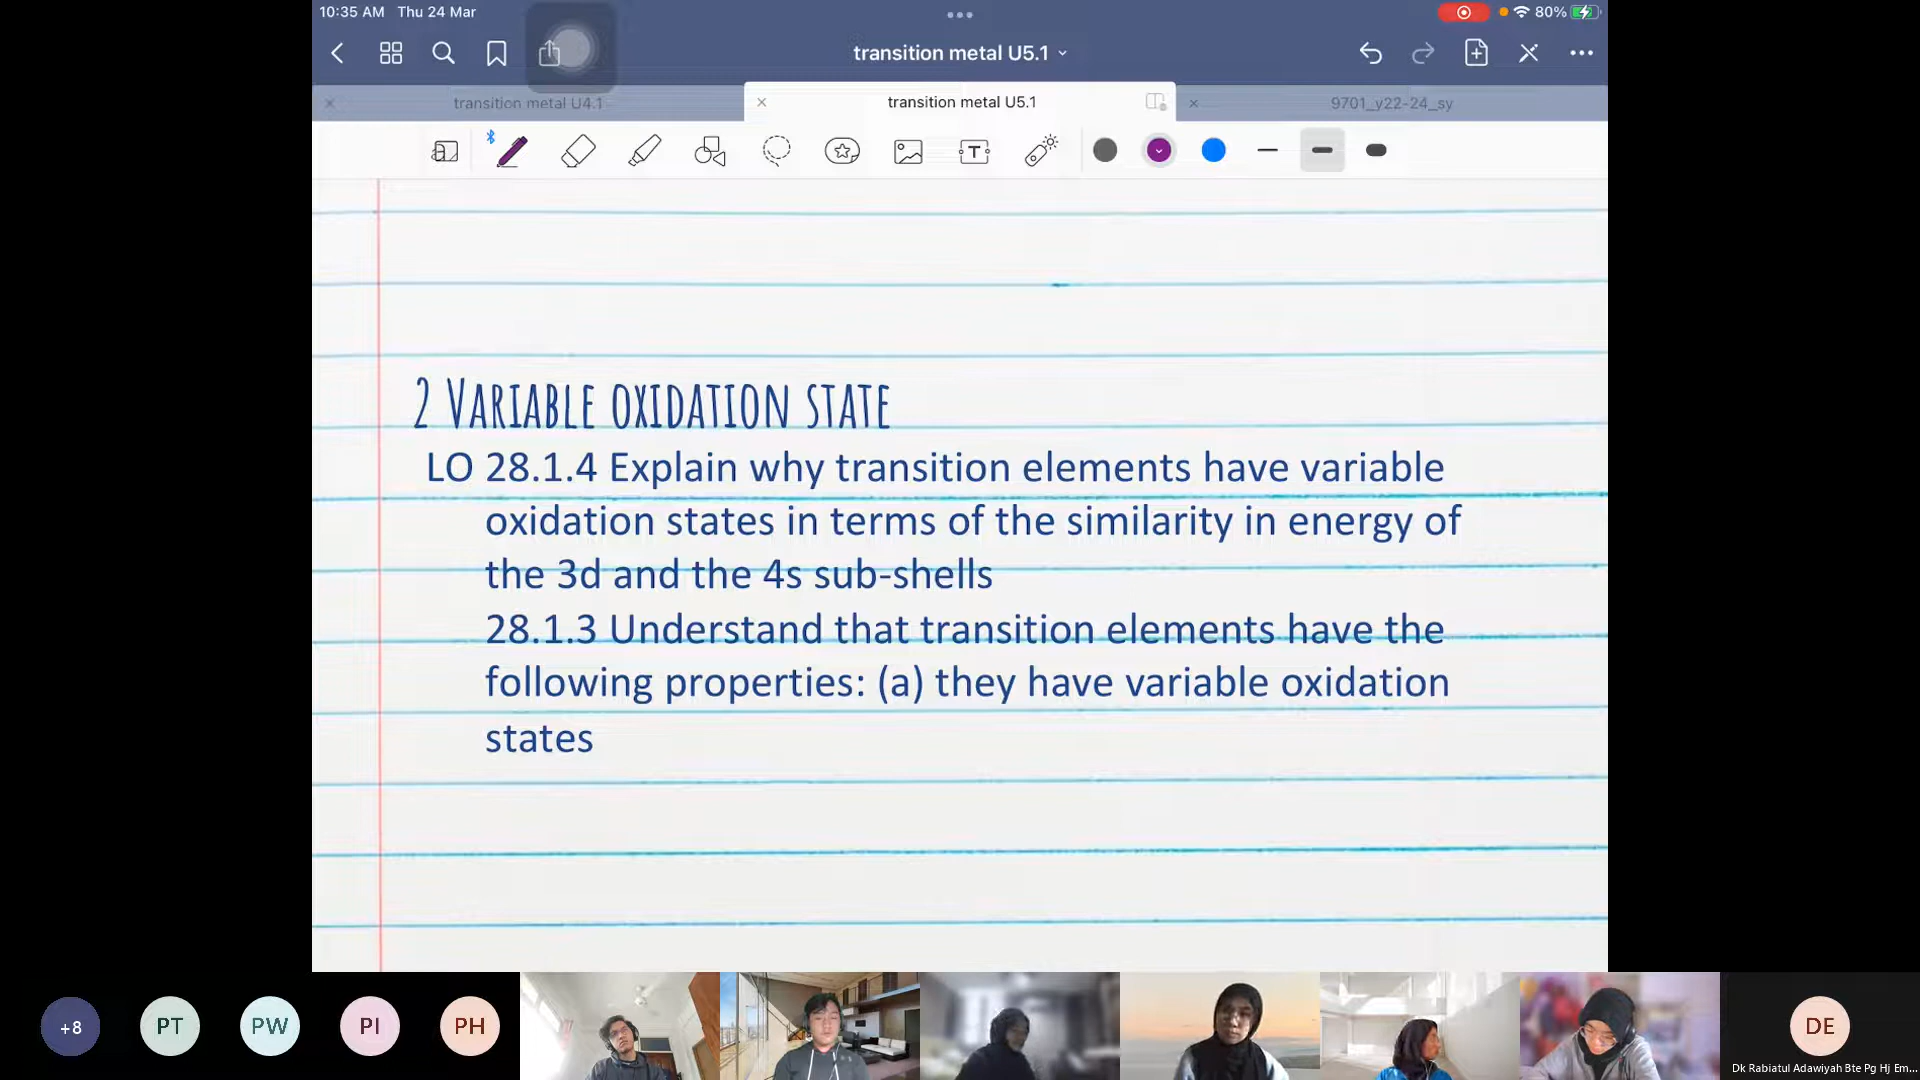 10:35 AM Thu 24 Mar
80%
transition metal U5.1
transition metal U4.1
transition metal U5.1
9701_y22-24_sy
a
T
2 VARIABLE OXIDATION STATE
LO 28.1.4 Explain why transition elements have variable
oxidation states in terms of the similarity in energy of
the 3d and the 4s sub-shells
28.1.3 Understand that transition elements have the
following properties: (a) they have variable oxidation
states
+8
PT
PW
PI
PH
DE
Dk Rabiatul Adawiyah Bte Pg Hj Em...